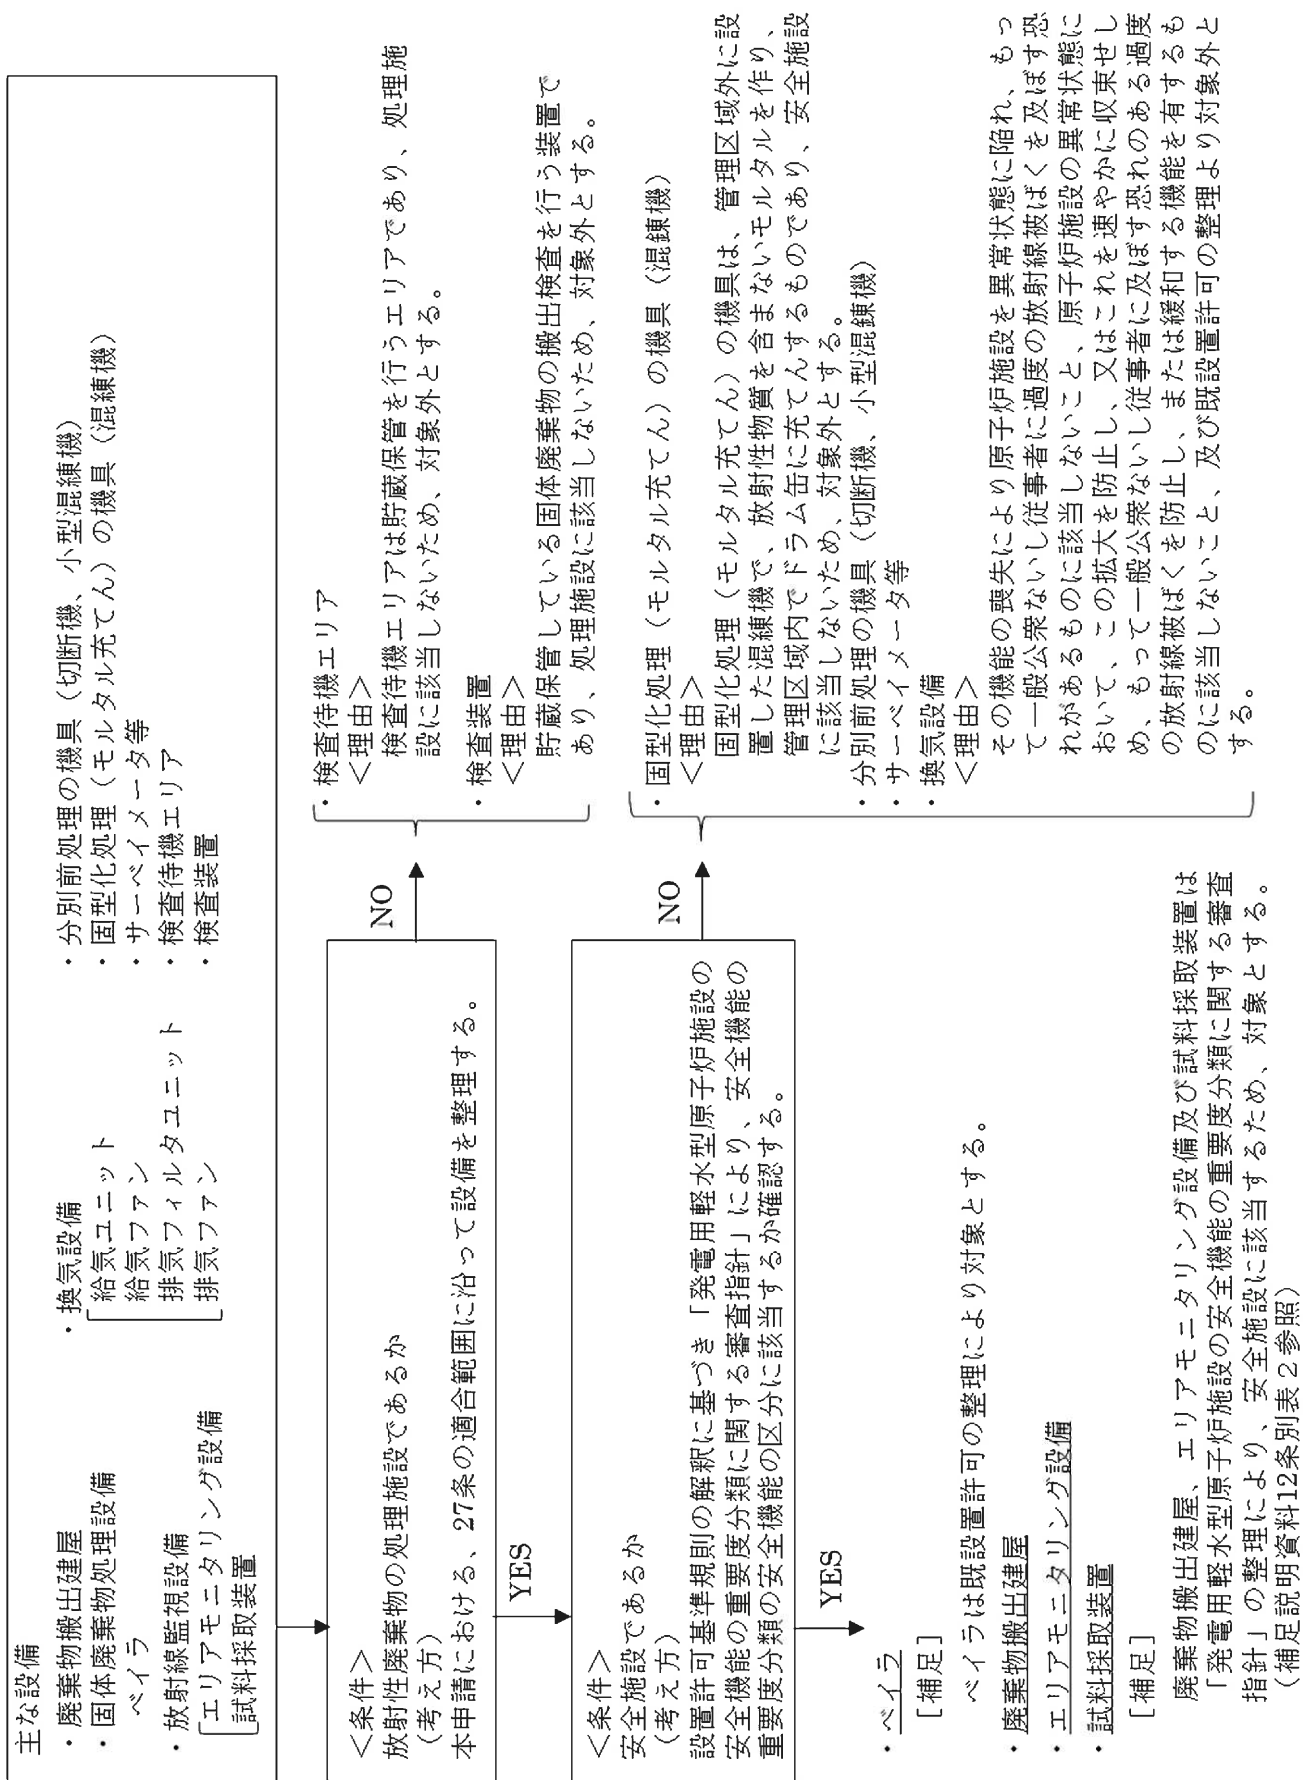 主な設備
・廃棄物搬出建屋
・固体廃棄物処理設備
ベイラ
・放射線監視設備
エリアモニタリング設備
試料採取装置
・換気設備
給気ユニット
給気ファン
排気フィルタユニット
排気ファン
・分別前処理の機具（切断機、小型混練機）
・固型化処理（モルタル充てん）の機具（混練機）
・サーベイメータ等
・検査待機エリア
・検査装置
＜条件＞
放射性廃棄物の処理施設であるか
（考え方）
本申請における、27条の適合範囲に沿って設備を整理する。
NO
・検査待機エリア
＜理由＞
検査待機エリアは貯蔵保管を行うエリアであり、処理施
設に該当しないため、対象外とする。
・検査装置
＜理由＞
貯蔵保管している固体廃棄物の搬出検査を行う装置で
あり、処理施設に該当しないため、対象外とする。
YES
＜条件＞
安全施設であるか
（考え方）
設置許可基準規則の解釈に基づき「発電用軽水型原子炉施設の
安全機能の重要度分類に関する審査指針」により、安全機能の
重要度分類の安全機能の区分に該当するか確認する。
NO
・固型化処理（モルタル充てん）の機具（混錬機）
＜理由＞
固型化処理（モルタル充てん）の機具は、管理区域外に設
置した混練機で、放射性物質を含まないモルタルを作り、
管理区域内でドラム缶に充てんするものであり、安全施設
に該当しないため、対象外とする。
・分別前処理の機具（切断機、小型混錬機）
・サーベイメータ等
・換気設備
＜理由＞
その機能の喪失により原子炉施設を異常状態に陥れ、もっ
て一般公衆ないし従事者に過度の放射線被ばくを及ぼす恐
れがあるものに該当しないこと、原子炉施設の異常状態に
おいて、この拡大を防止し、又はこれを速やかに収束せし
め、もって一般公衆ないし従事者に及ぼす恐れのある過度
の放射線被ばくを防止し、または緩和する機能を有するも
のに該当しないこと、及び既設置許可の整理より対象外と
する。
YES
・ベイラ
［補足］
ベイラは既設置許可の整理により対象とする。
・廃棄物搬出建屋
・エリアモニタリング設備
・試料採取装置
［補足］
廃棄物搬出建屋、エリアモニタリング設備及び試料採取装置は
「発電用軽水型原子炉施設の安全機能の重要度分類に関する審査
指針」の整理により、安全施設に該当するため、対象とする。
（補足説明資料12条別表２参照）